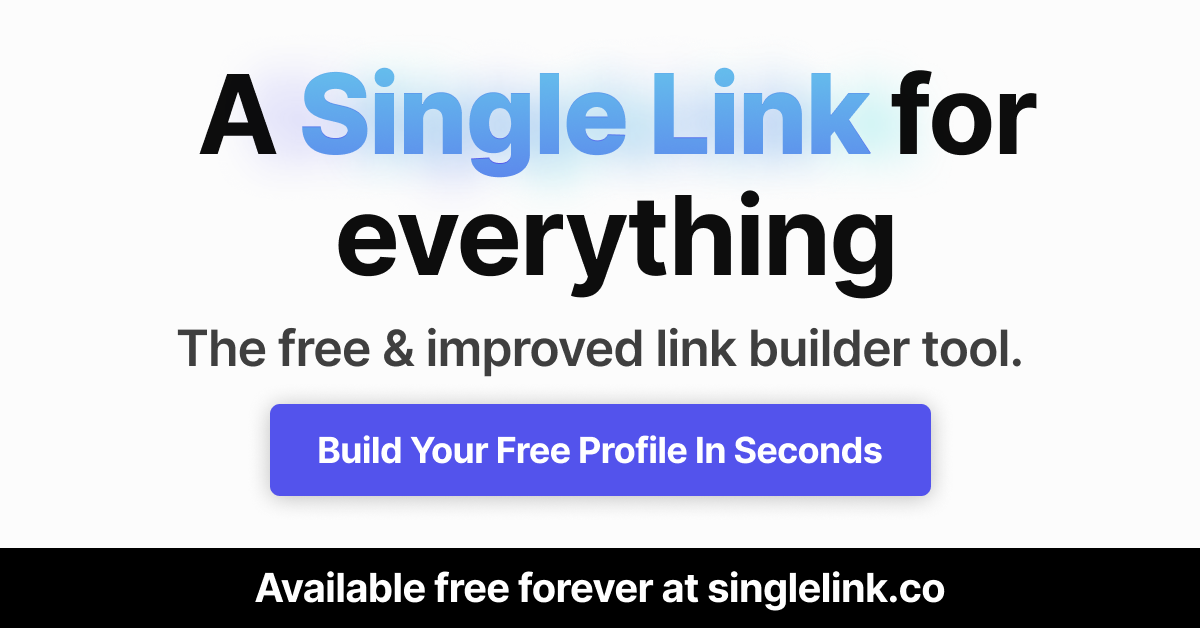 A Single Link for
everything
The free & improved link builder tool.
Build Your Free Profile In Seconds
Available free forever at singlelink.co